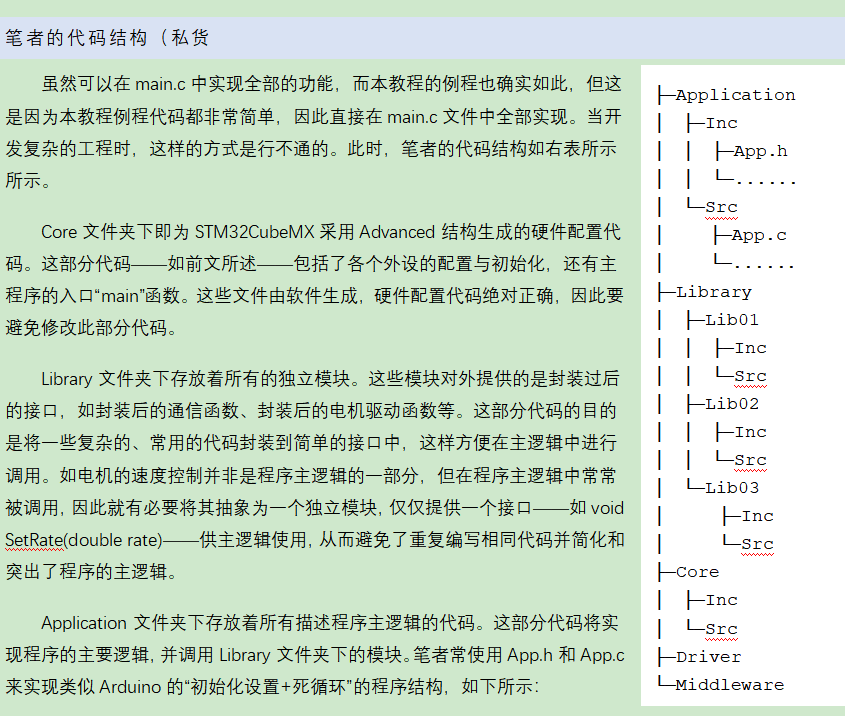 笔者的代码结构（私货
虽然可以在 main.c 中实现全部的功能，而本教程的例程也确实如此，但这
是因为本教程例程代码都非常简单，因此直接在 main.c 文件中全部实现。当开
发复杂的工程时，这样的方式是行不通的。此时，笔者的代码结构如右表所示
所示。
Core 文件夹下即为 STM32CubeMX 采用 Advanced 结构生成的硬件配置代
码。这部分代码——如前文所述——包括了各个外设的配置与初始化，还有主
程序的入口“main”函数。这些文件由软件生成，硬件配置代码绝对正确，因此要
避免修改此部分代码。
Library 文件夹下存放着所有的独立模块。这些模块对外提供的是封装过后
的接口，如封装后的通信函数、封装后的电机驱动函数等。这部分代码的目的
是将一些复杂的、常用的代码封装到简单的接口中，这样方便在主逻辑中进行
调用。如电机的速度控制并非是程序主逻辑的一部分，但在程序主逻辑中常常
被调用，因此就有必要将其抽象为一个独立模块，仅仅提供一个接口——如 void
SetRate(double rate)——供主逻辑使用，从而避免了重复编写相同代码并简化和
突出了程序的主逻辑。
Application 文件夹下存放着所有描述程序主逻辑的代码。这部分代码将实
现程序的主要逻辑，并调用 Library 文件夹下的模块。笔者常使用 App.h 和 App.c
来实现类似 Arduino 的“初始化设置+死循环”的程序结构，如下所示：
├─Application
│ ├─Inc
│ │ ├─App.h
│ │ └─......
│ └─Src
│   ├─App.c
│   └─......
├─Library
│ ├─Lib01
│ │ ├─Inc
│ │ └─Src
│ ├─Lib02
│ │ ├─Inc
│ │ └─Src
│ └─Lib03
│   ├─Inc
│   └─Src
├─Core
│ ├─Inc
│ └─Src
├─Driver
└─Middleware